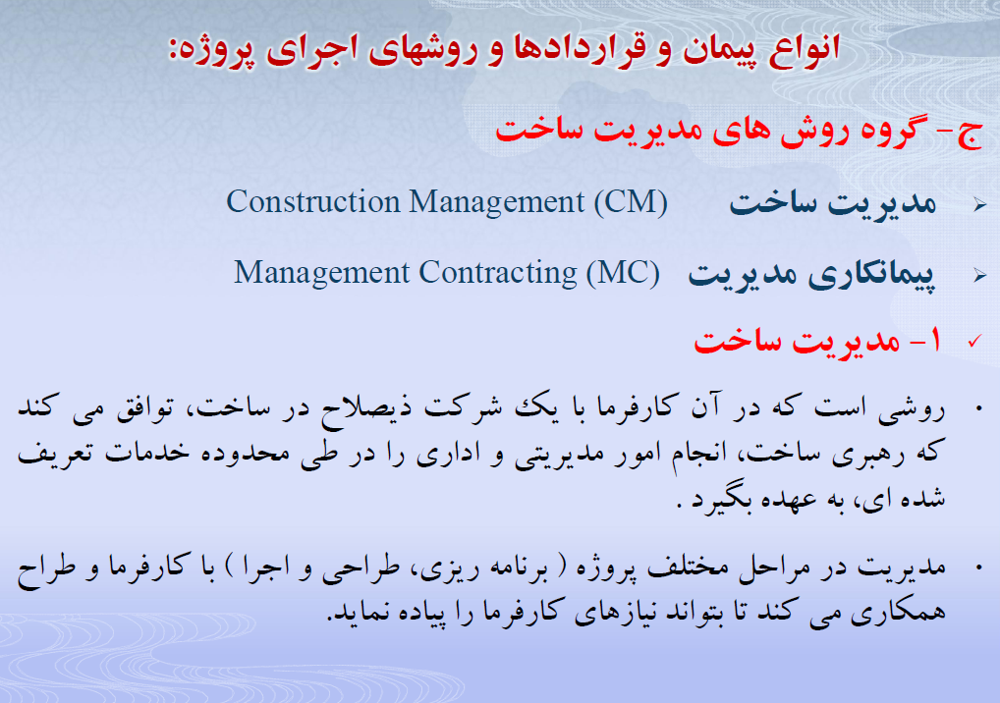 انواع پیمان و قراردادها و روشهای اجرای پروژه:
ج- گروه روش های مدیریت ساخت
مدیریت ساخت Construction Management (CM)
پیمانکاری مدیریت Management Contracting (MC)
۱- مدیریت ساخت
روشی است که در آن کارفرما با یک شرکت ذیصلاح در ساخت، توافق می کند
که رهبری ساخت، انجام امور مدیریتی و اداری را در طی محدوده خدمات تعریف
شده ای، به عهده بگیرد .
مدیریت در مراحل مختلف پروژه ( برنامه ریزی، طراحی و اجرا ) با کارفرما و طراح
همکاری می کند تا بتواند نیازهای کارفرما را پیاده نماید.